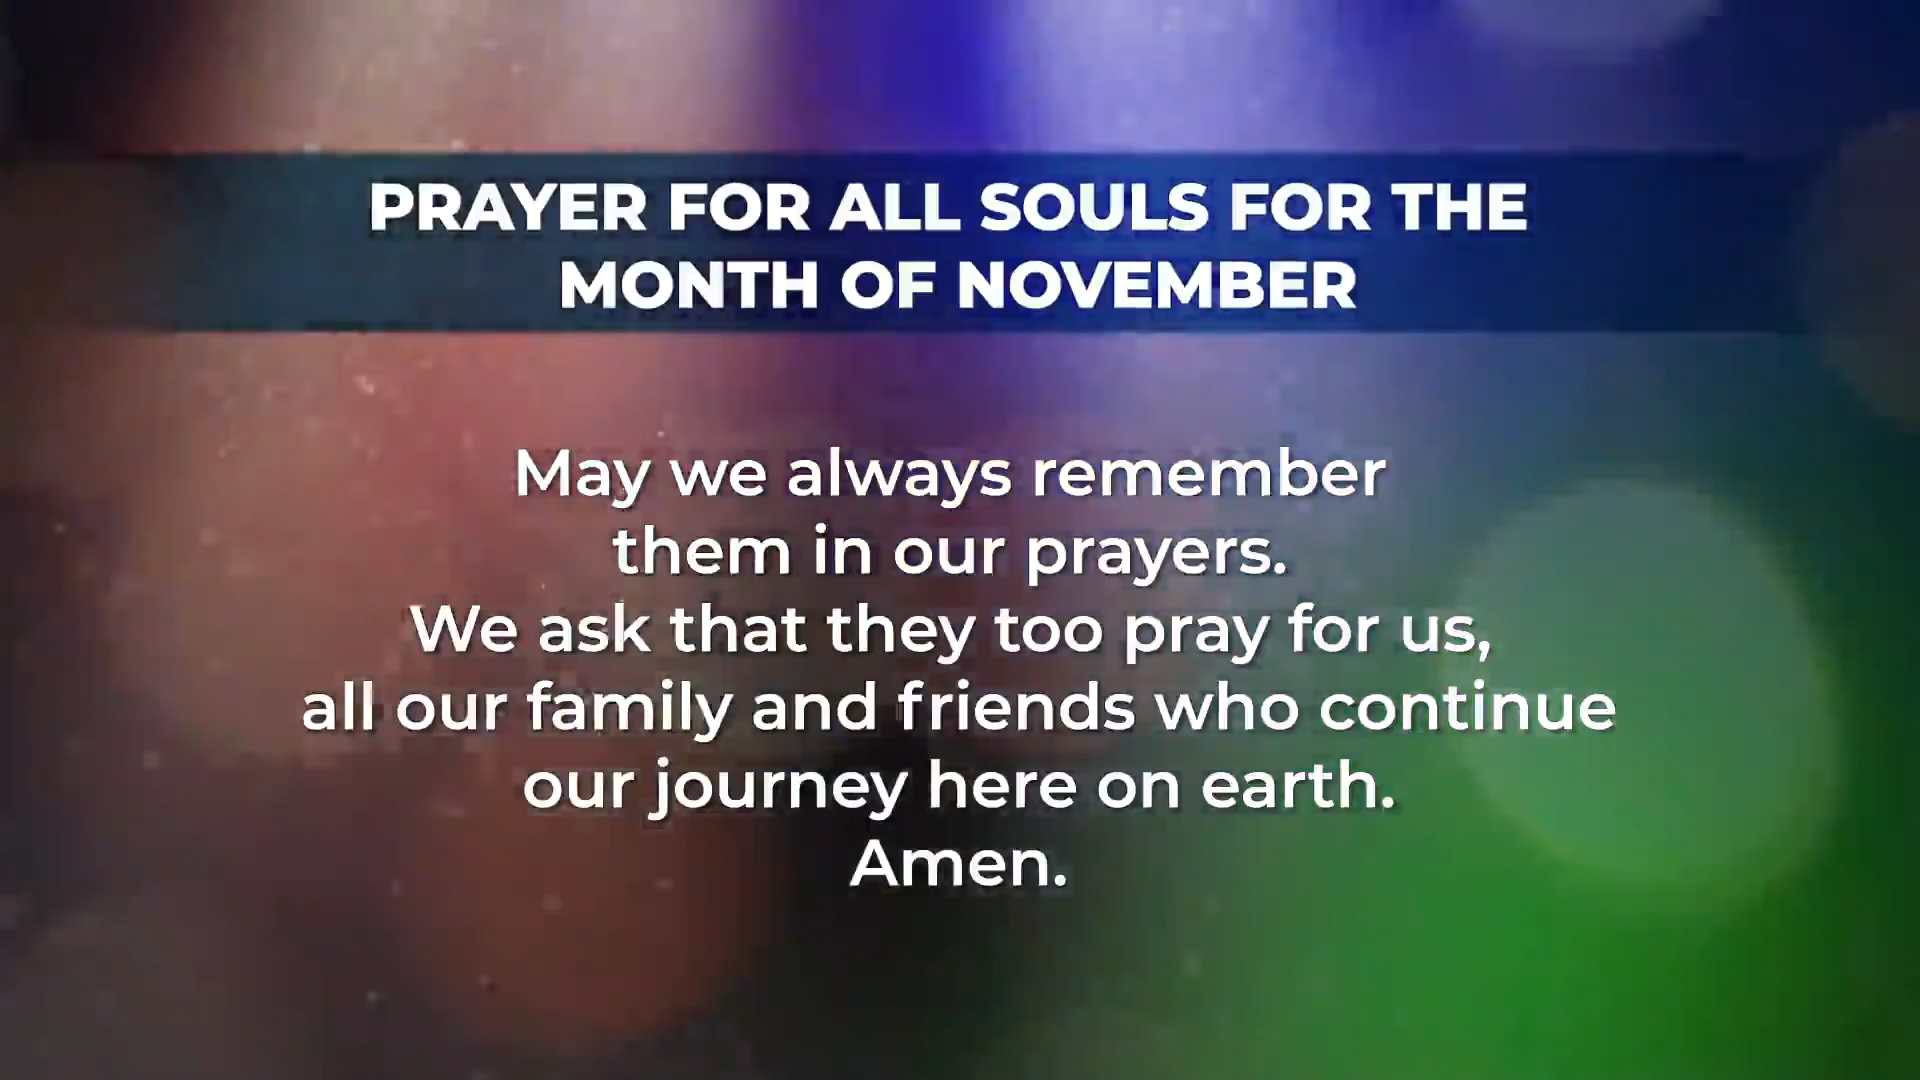 PRAYER FOR ALL SOULS FOR THE
MONTH OF NOVEMBER
May we always remember
them in our prayers.
We ask that they too pray for us,
all our family and friends who continue
our journey here on earth.
Amen.